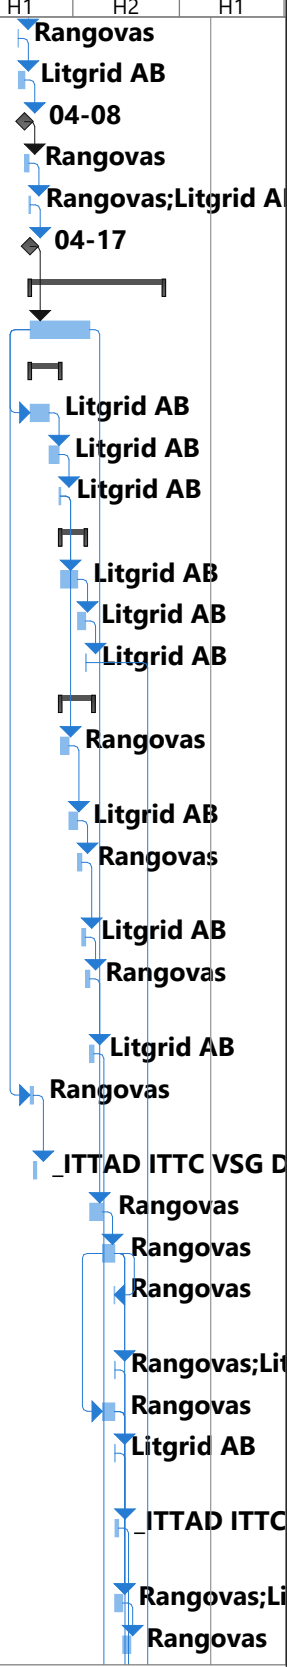 H1 H2 H1
Rangovas
Litgrid AB
04-08
Rangovas
Rangovas;Litgrid A
04-17
Litgrid AB
Litgrid AB
Litgrid AB
Litgrid AB
Litgrid AB
Litgrid AB
Rangovas
Litgrid AB
Rangovas
Litgrid AB
Rangovas
Litgrid AB
Rangovas
_ITTAD ITTC VSG D
Rangovas
Rangovas
Rangovas
Rangovas;Lit
Rangovas
Litgrid AB
_ITTAD ITTC
Rangovas;Li
Rangovas